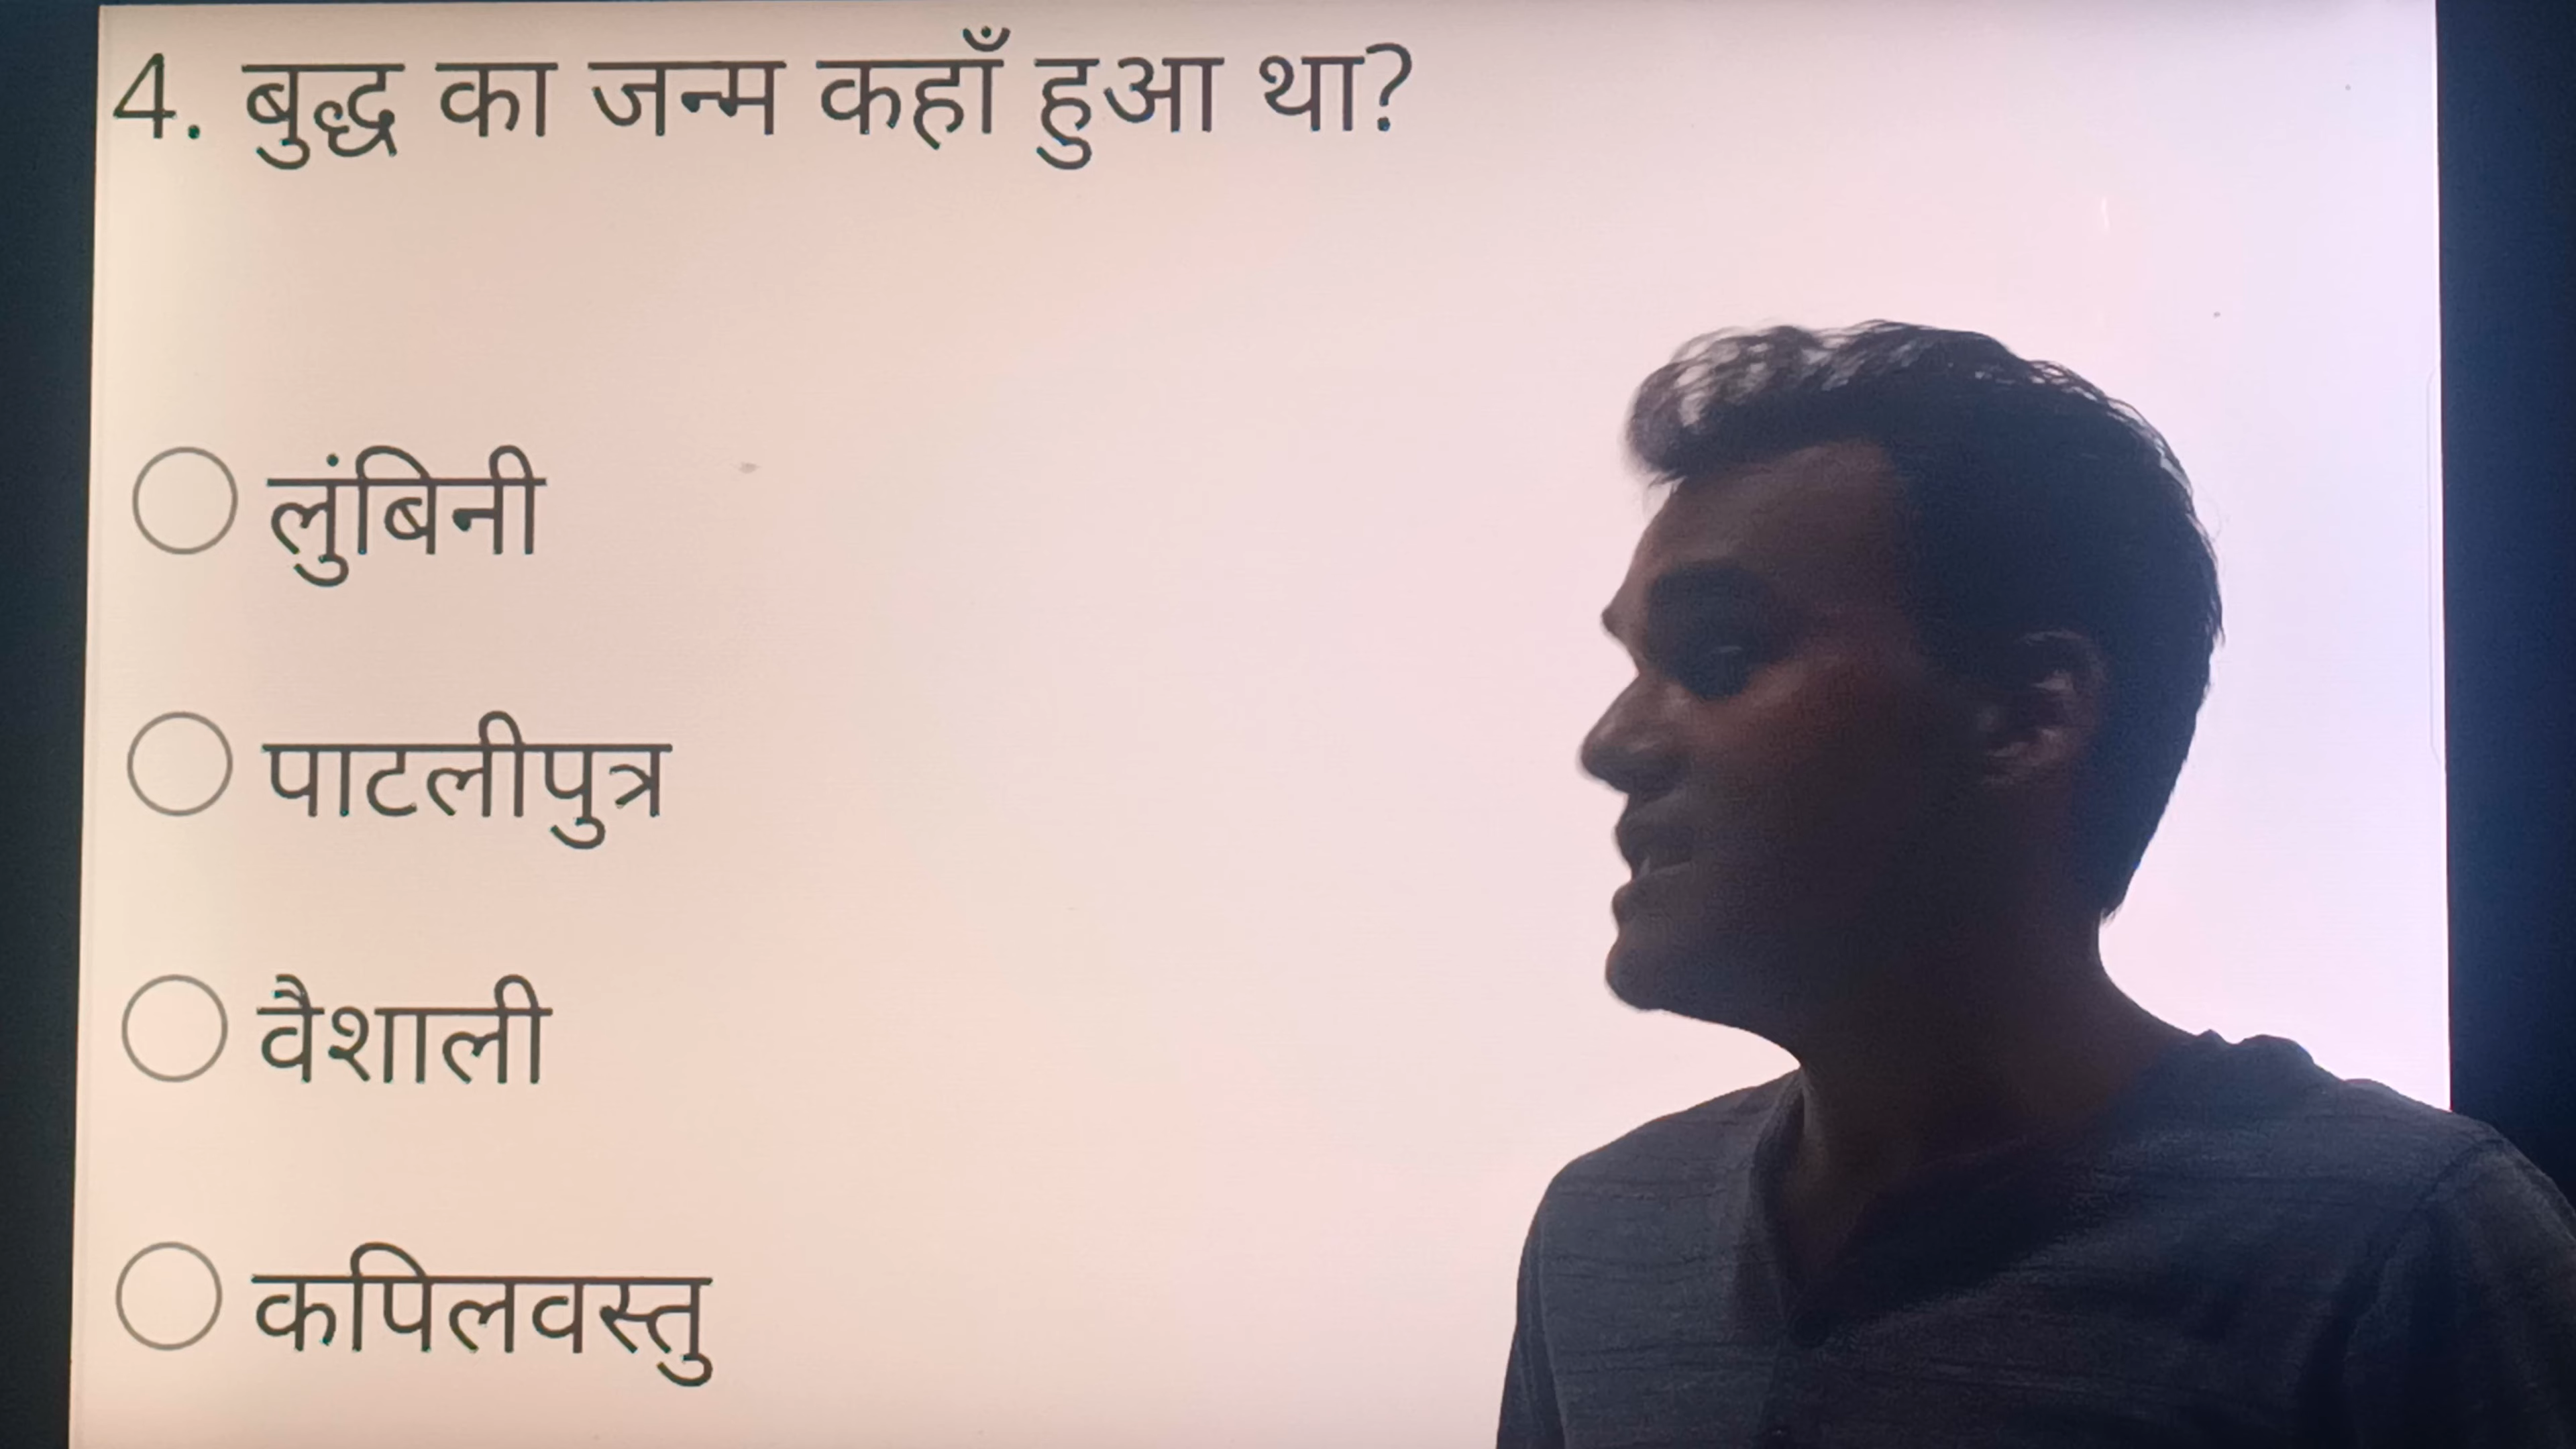 4. बुद्ध का जन्म कहाँ हुआ था?
लुंबिनी
पाटलीपुत्र
वैशाली
कपिलवस्तु